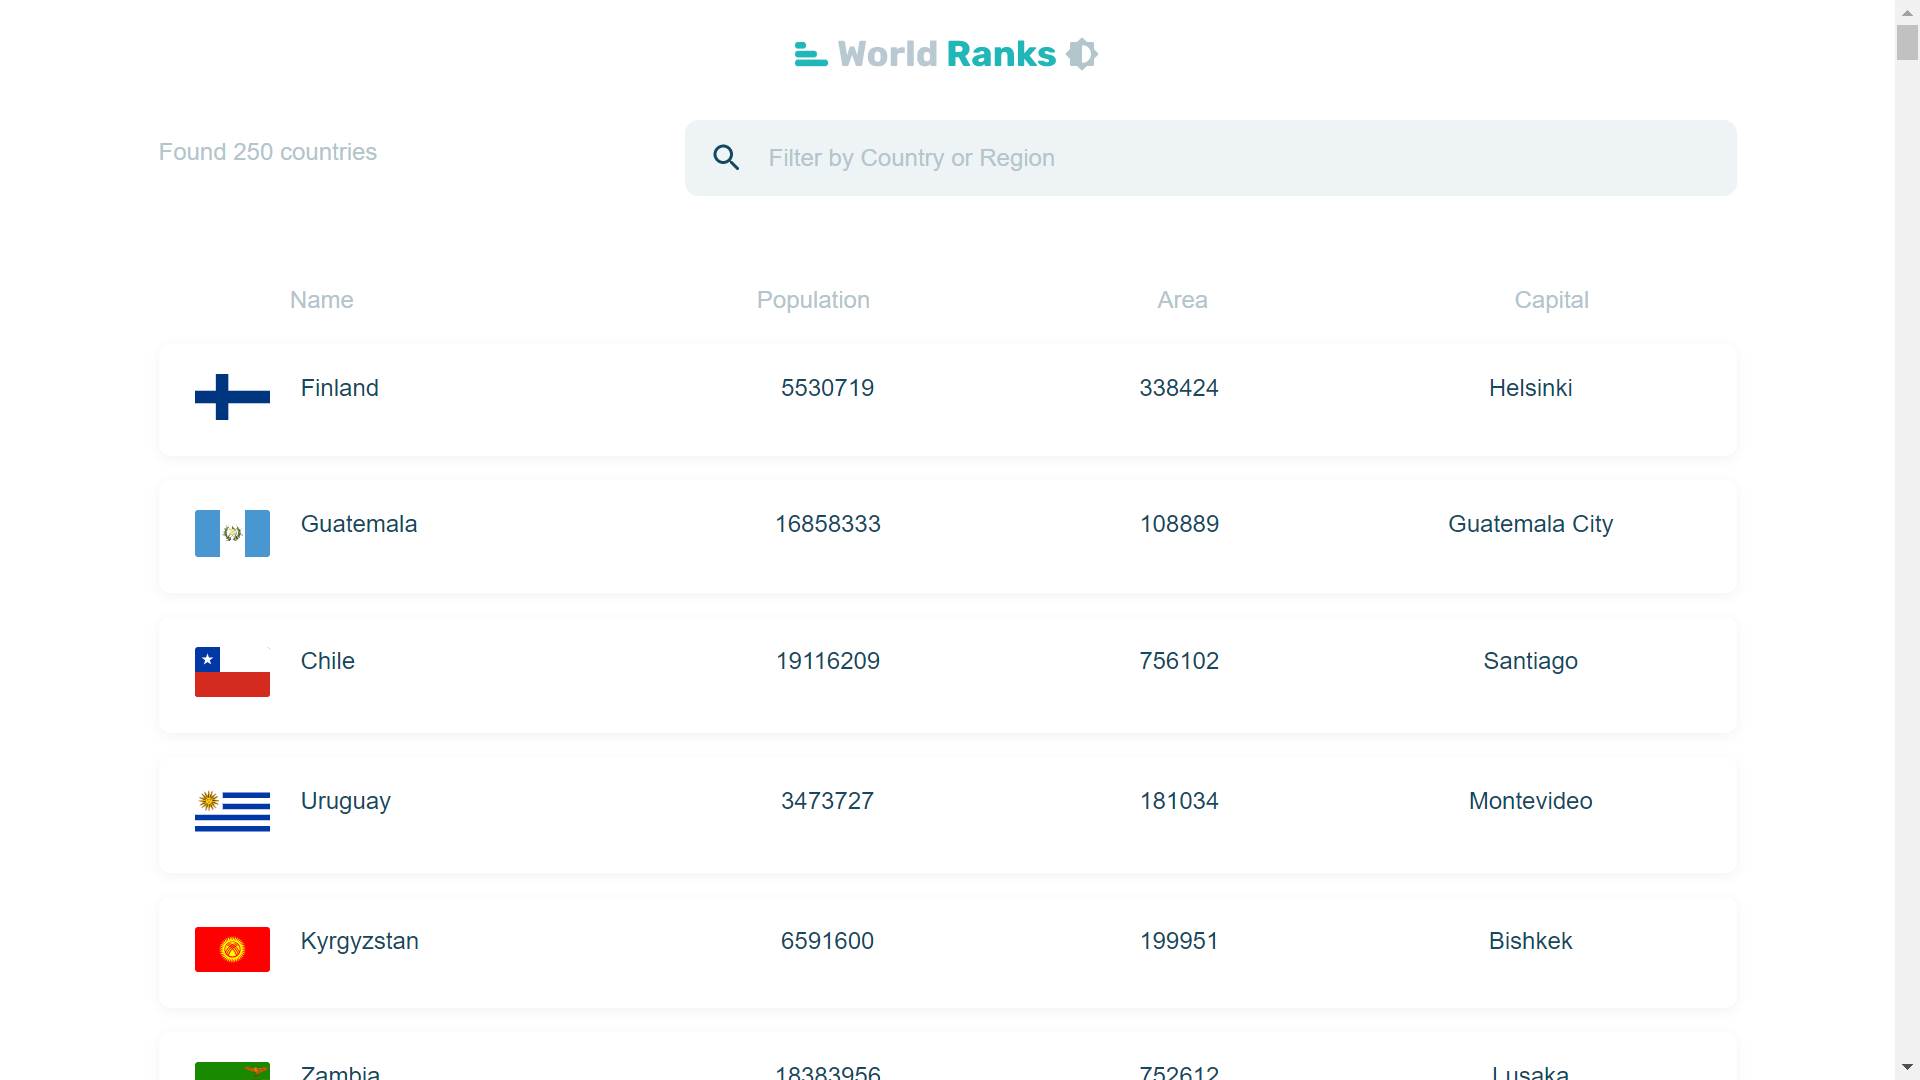 World Ranks
Found 250 countries
Filter by Country or Region
Name Population Area Capital
Finland 5530719 338424 Helsinki
Guatemala 16858333 108889 Guatemala City
Chile 19116209 756102 Santiago
Uruguay 3473727 181034 Montevideo
Kyrgyzstan 6591600 199951 Bishkek
Zambia 18383956 752612 Lusaka